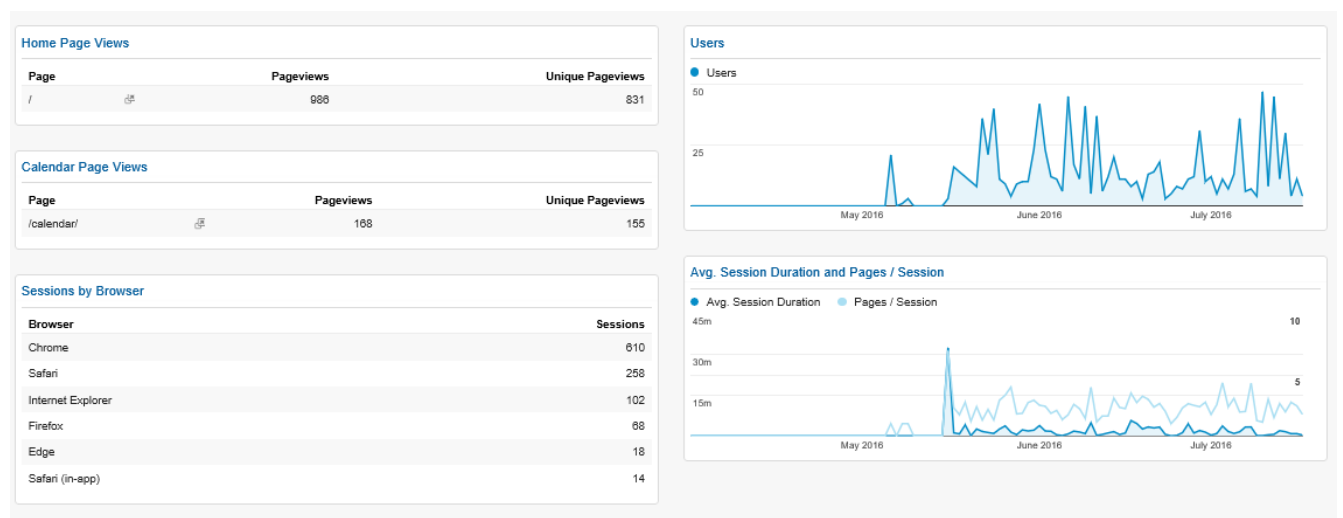 Home Page Views
Page Pageviews Unique Pageviews
/ 986 831
Calendar Page Views
Page Pageviews Unique Pageviews
/calendar/ 168 155
Sessions by Browser
Browser Sessions
Chrome 610
Safari 258
Internet Explorer 102
Firefox 68
Edge 18
Safari (in-app) 14
Users
Users
50
25
May 2016 June 2016 July 2016
Avg. Session Duration and Pages / Session
Avg. Session Duration Pages / Session
45m 10
30m
5
15m
May 2016 June 2016 July 2016